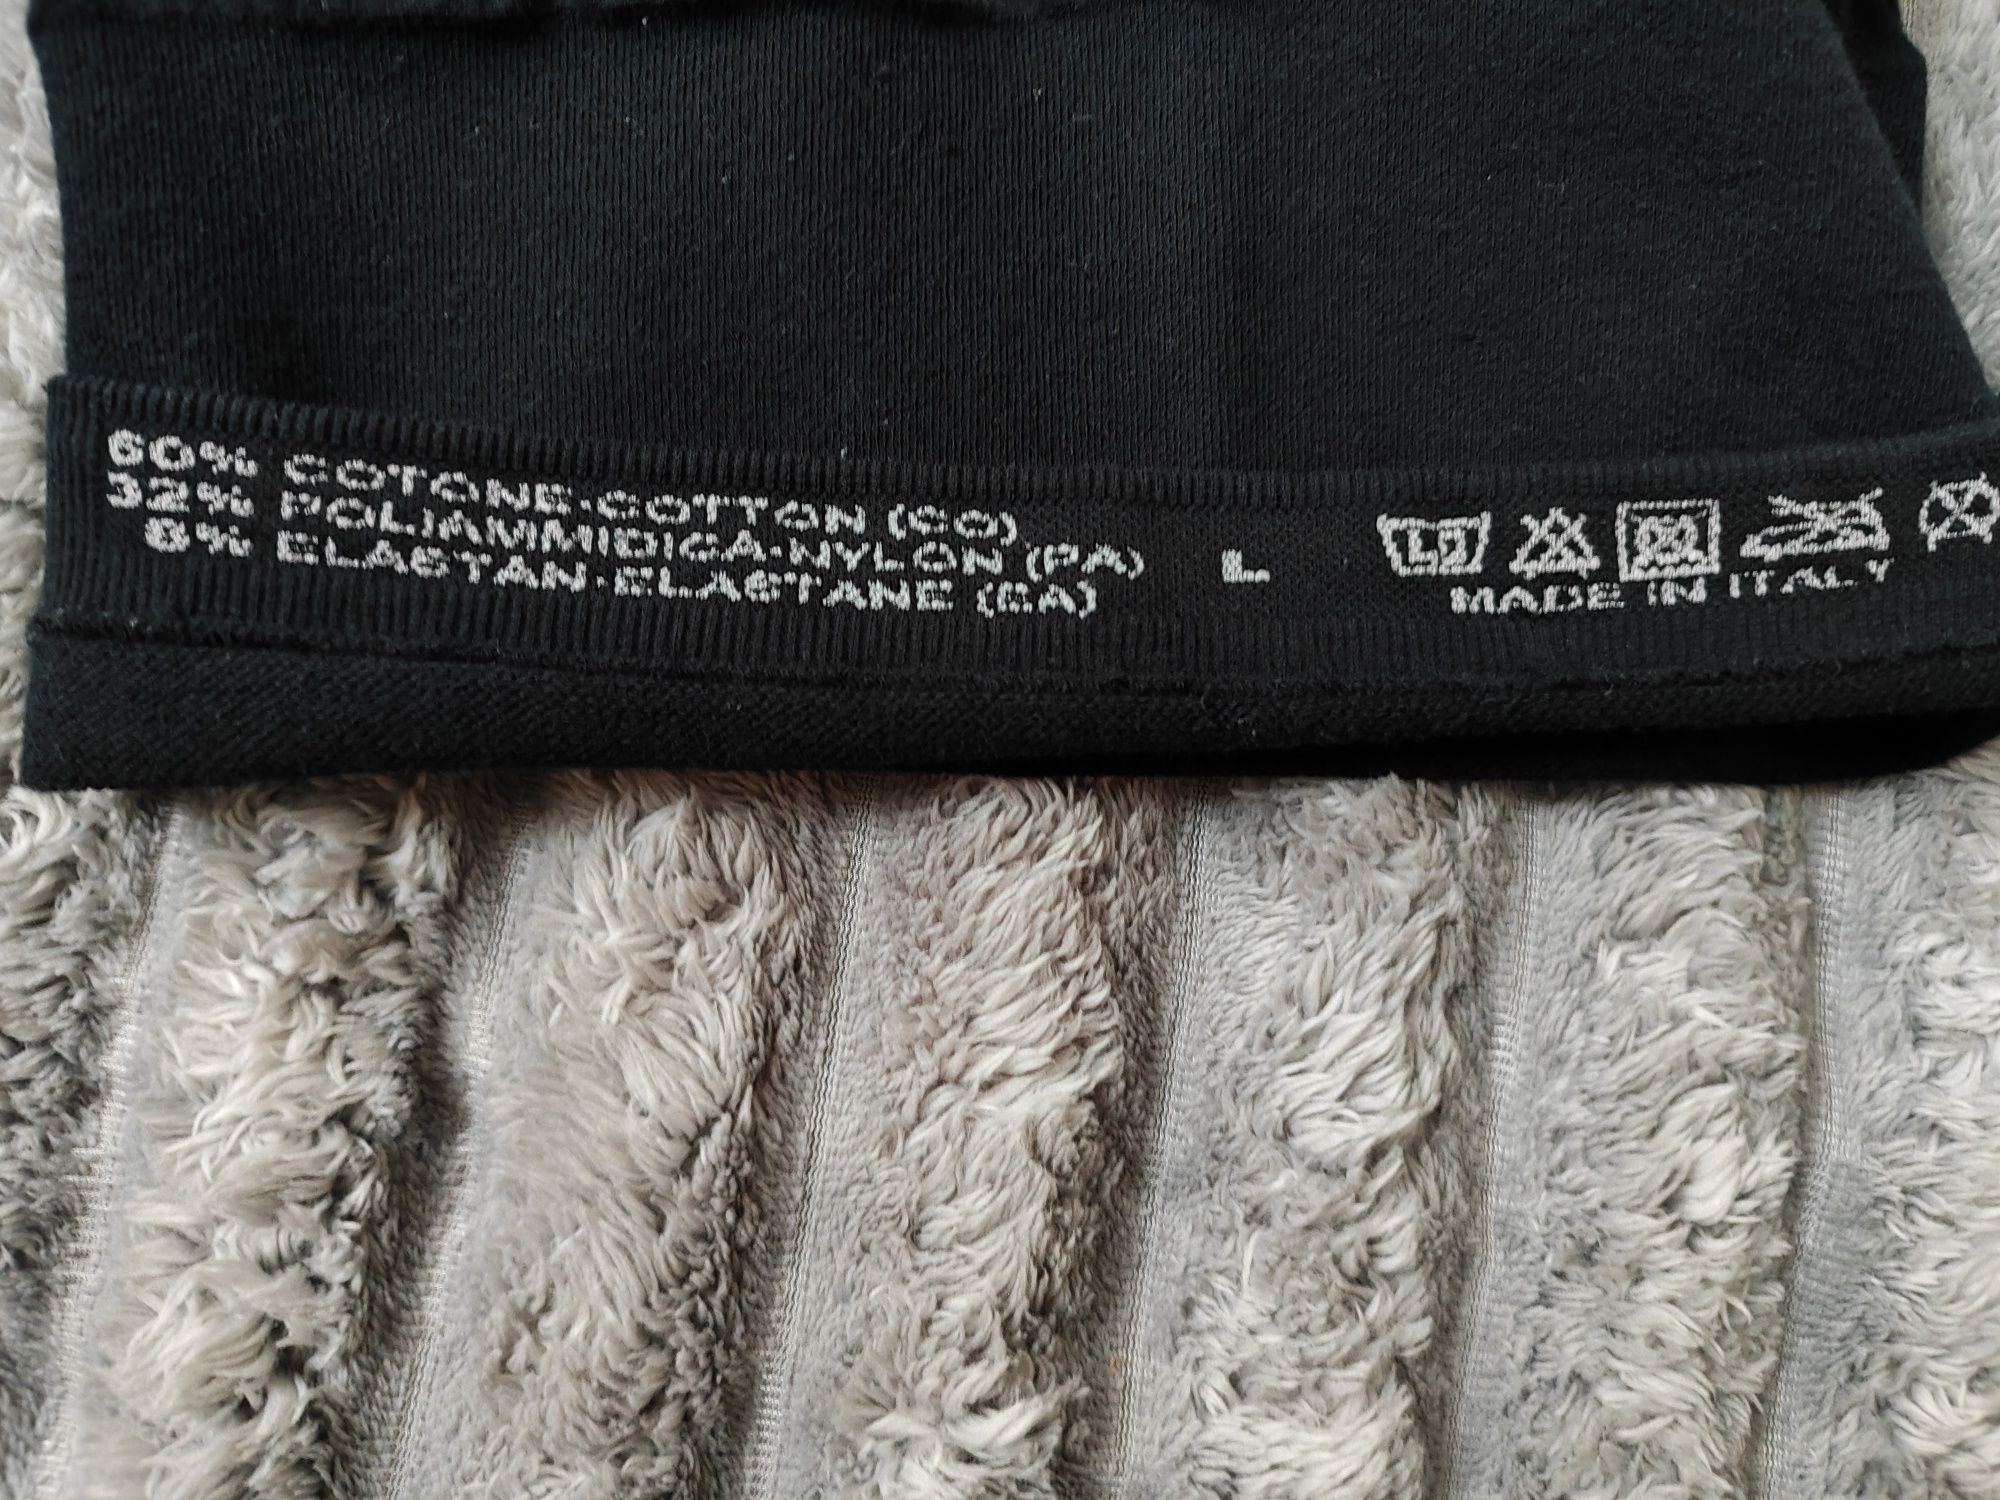 60% COTONE·COTTON (CO)
32% POLIAMMIDICA·NYLON (PA)
8% ELASTAN·ELASTANE (EA)
L
MADE IN ITALY